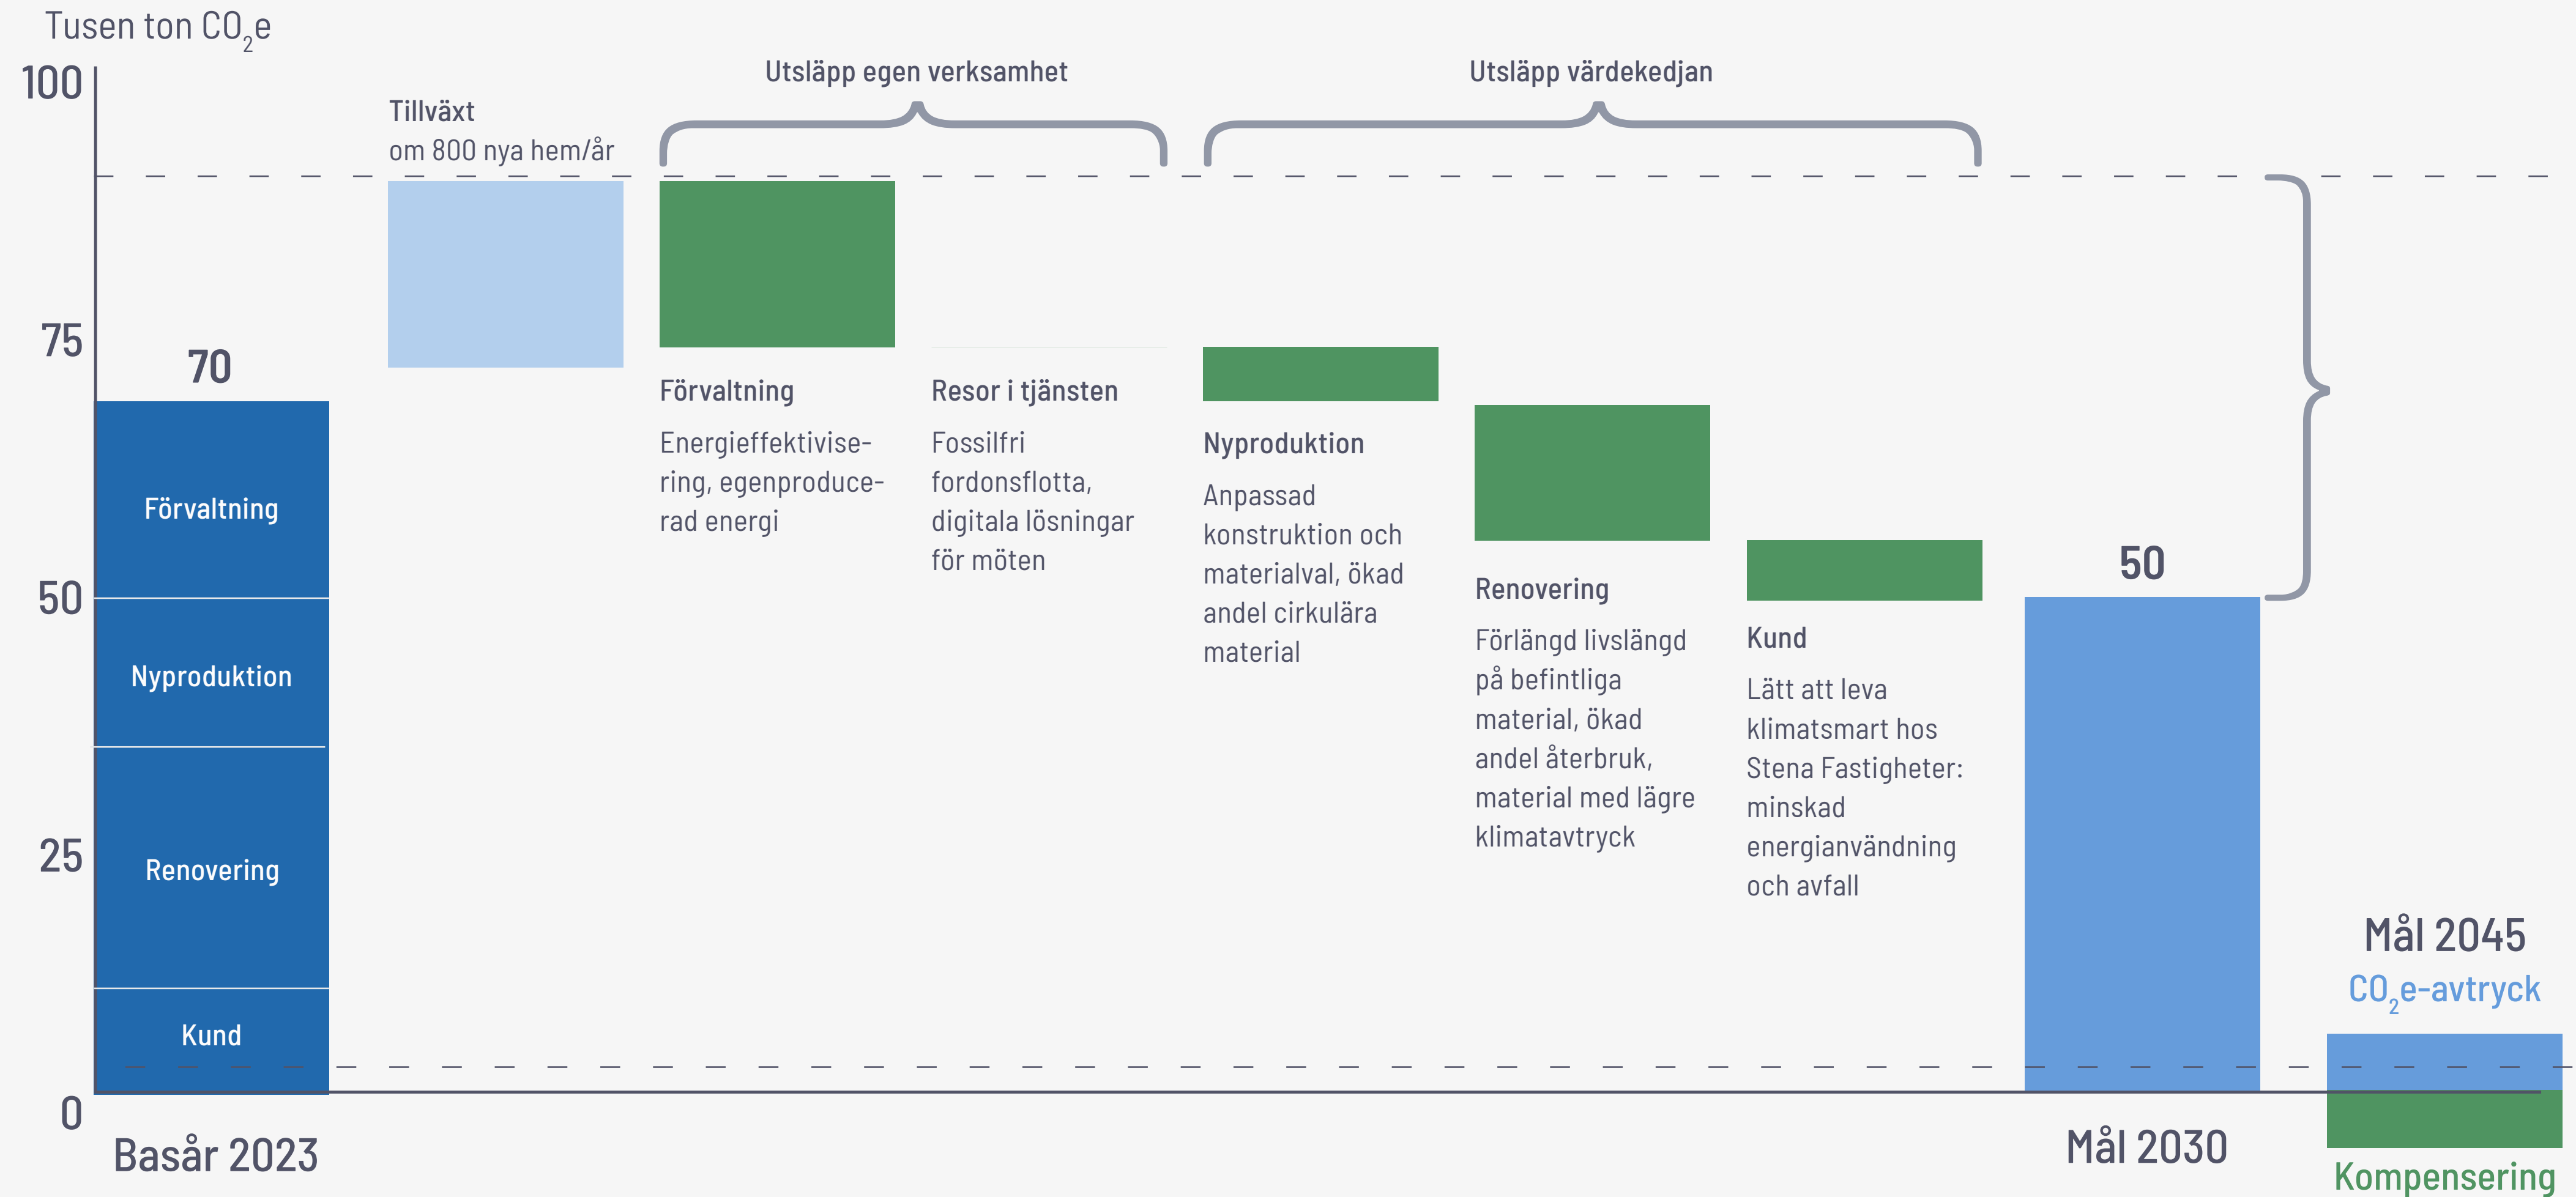 Tusen ton CO₂e
100
75
50
25
0
70
Förvaltning
Nyproduktion
Renovering
Kund
Basår 2023
Tillväxt
om 800 nya hem/år
Utsläpp egen verksamhet
Förvaltning
Energieffektivise-
ring, egenproduce-
rad energi
Resor i tjänsten
Fossilfri
fordonsflotta,
digitala lösningar
för möten
Utsläpp värdekedjan
Nyproduktion
Anpassad
konstruktion och
materialval, ökad
andel cirkulära
material
Renovering
Förlängd livslängd
på befintliga
material, ökad
andel återbruk,
material med lägre
klimatavtryck
Kund
Lätt att leva
klimatsmart hos
Stena Fastigheter:
minskad
energianvändning
och avfall
50
Mål 2030
Mål 2045
CO₂e-avtryck
Kompensering